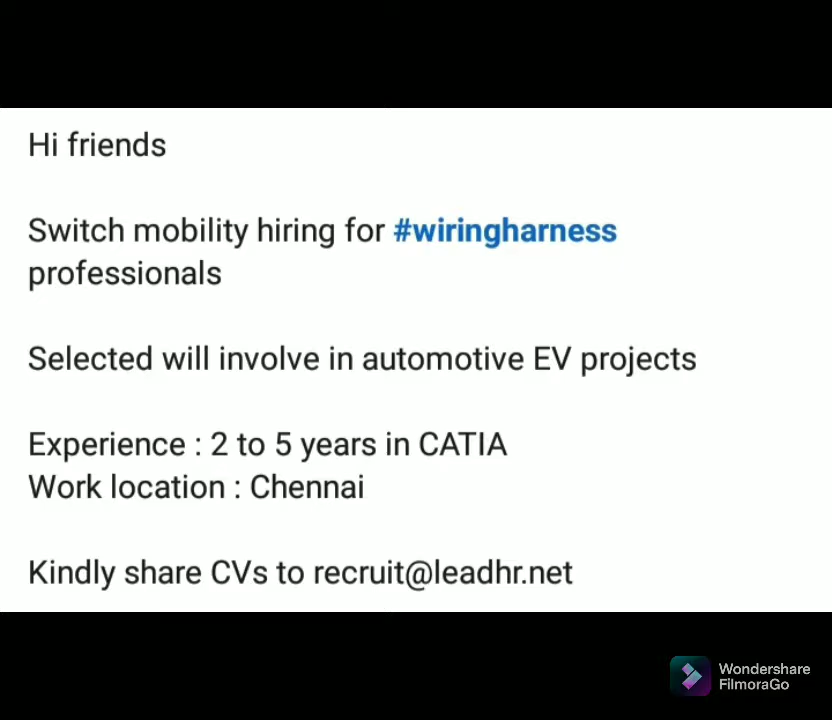 Hi friends
Switch mobility hiring for #wiringharness
professionals
Selected will involve in automotive EV projects
Experience : 2 to 5 years in CATIA
Work location : Chennai
Kindly share CVs to recruit@leadhr.net
Wondershare
FilmoraGo